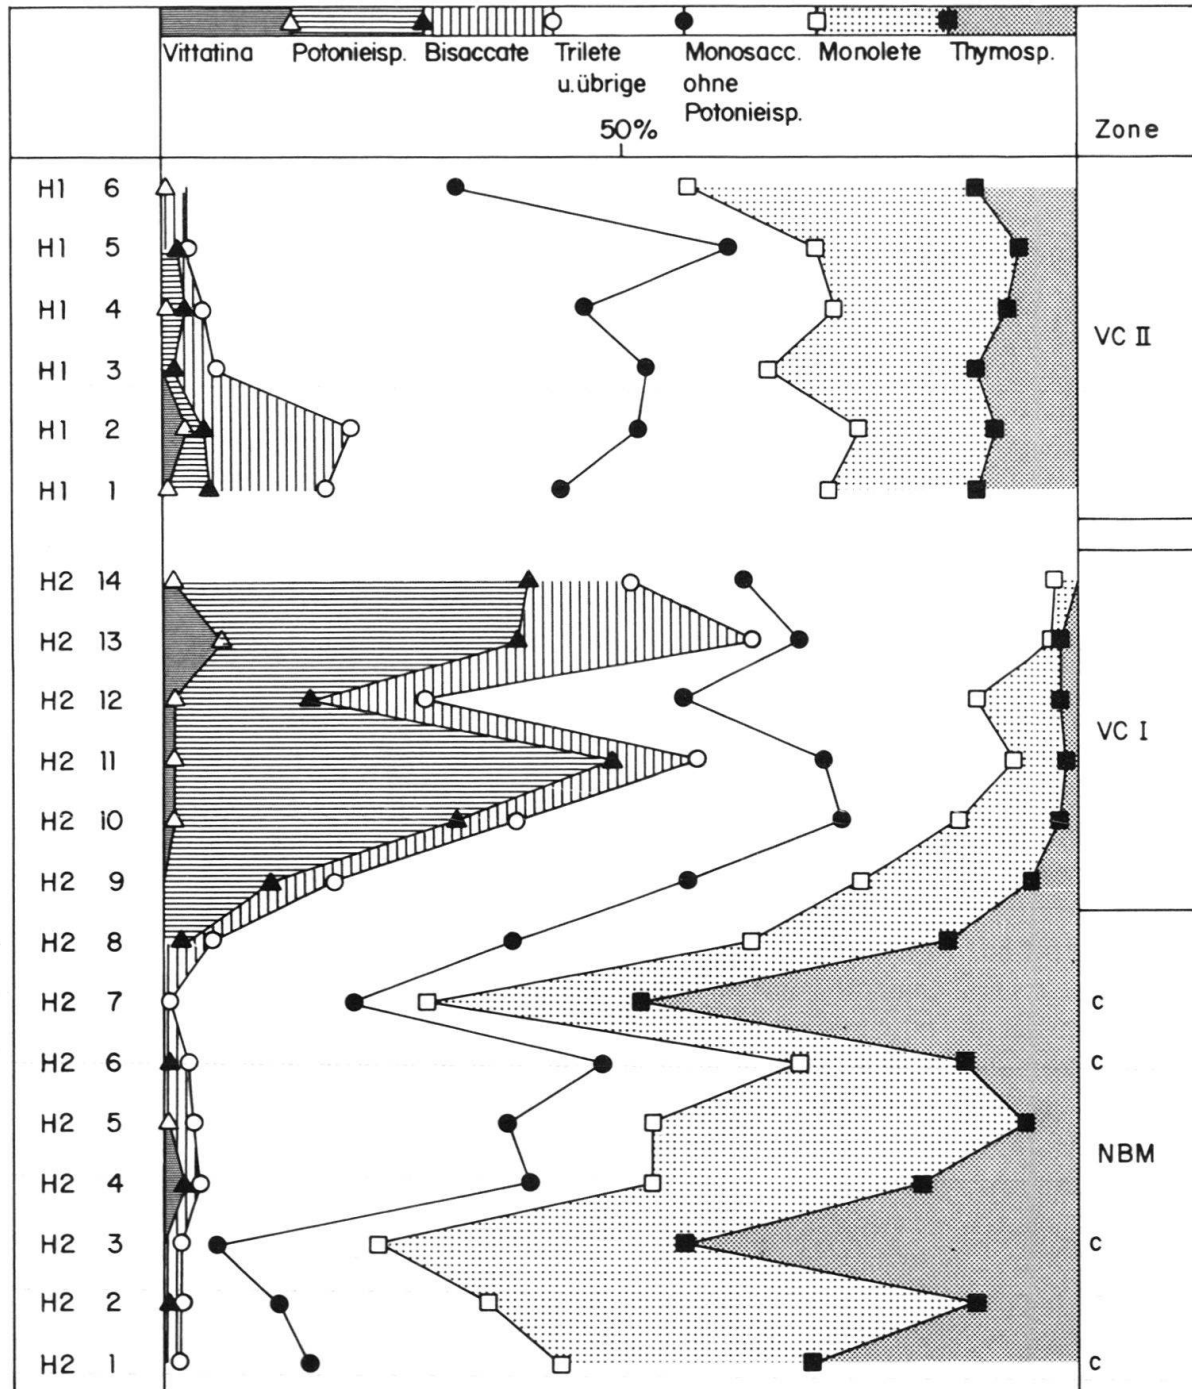 Vittatina Potonieisp. Bisaccate Trilete Monosacc. Monolete Thymosp.
u. übrige ohne
Potonieisp.
50% Zone
H1 6
H1 5
H1 4
VC II
H1 3
H1 2
H1 1
H2 14
H2 13
H2 12
VC I
H2 11
H2 10
H2 9
H2 8
H2 7 c
H2 6 c
H2 5
NBM
H2 4
H2 3 c
H2 2
H2 1 c